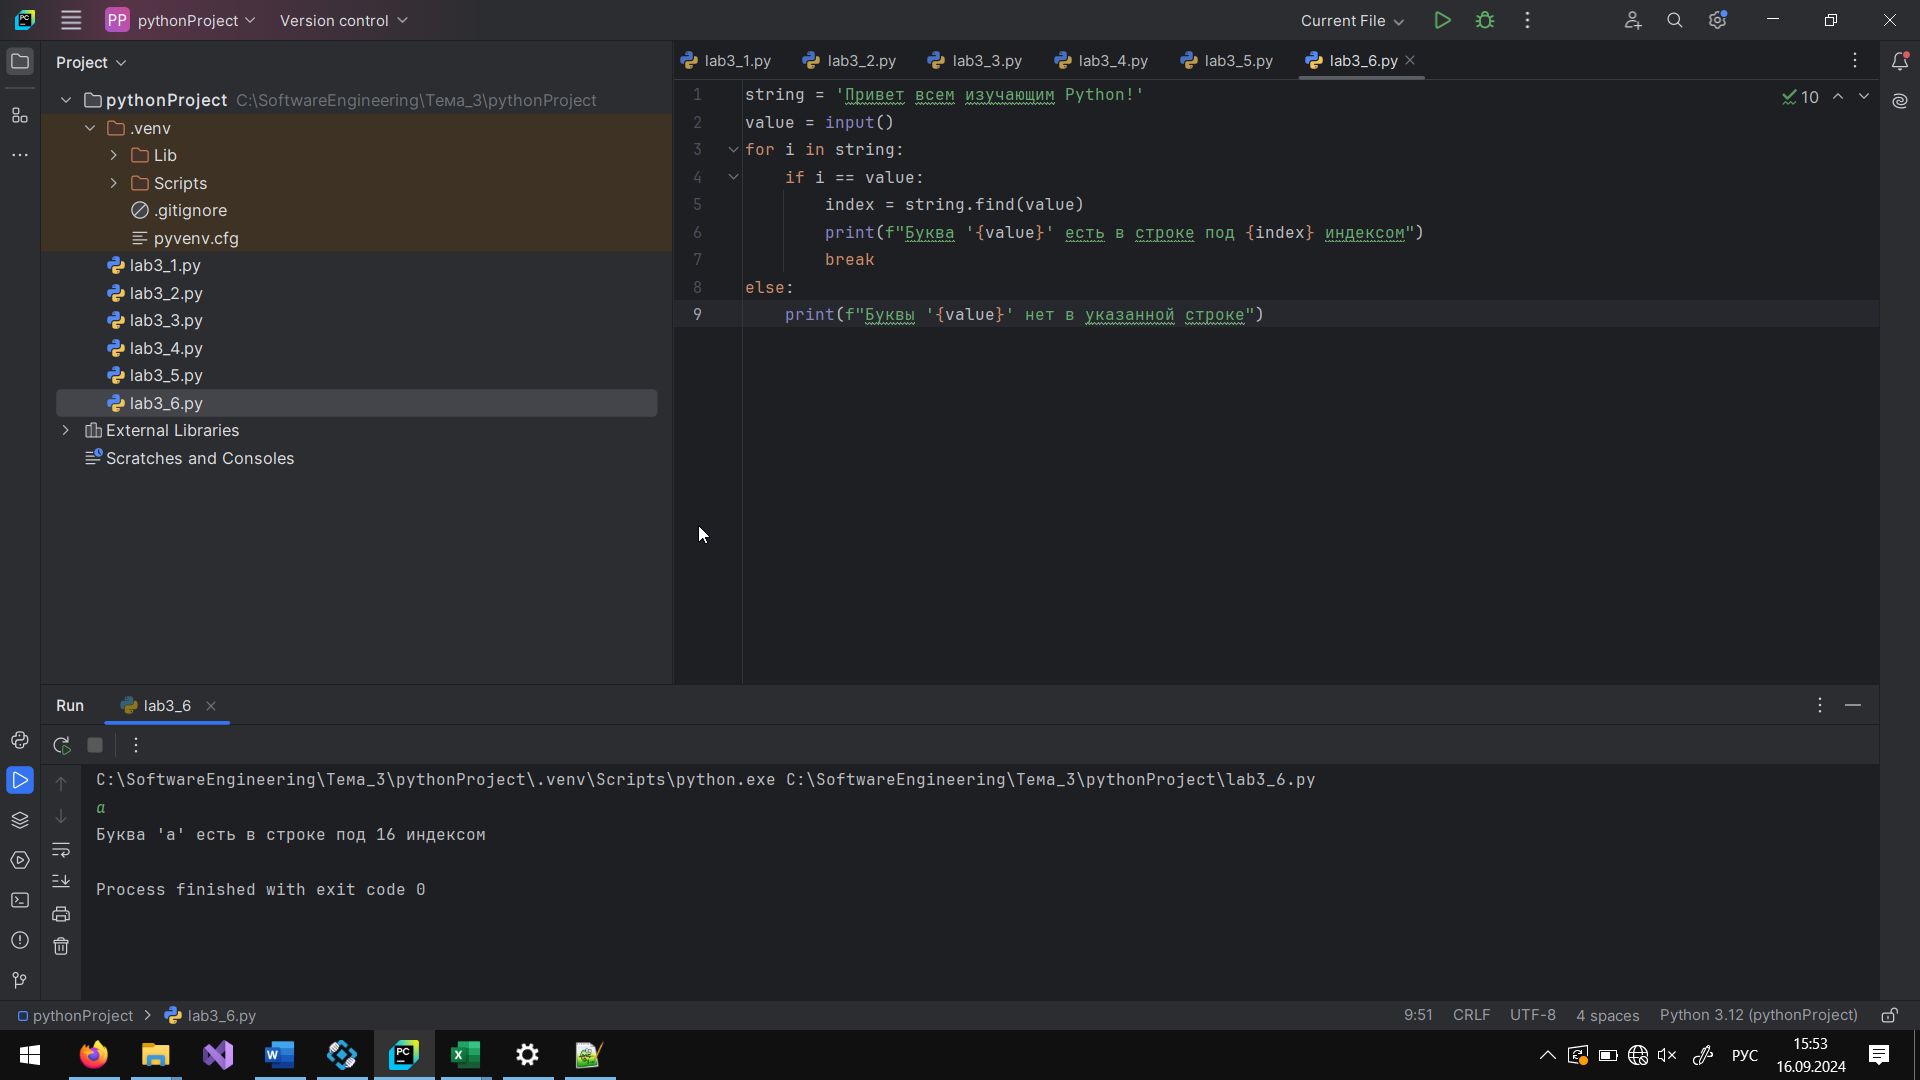 PP pythonProject Version control Current File
Project
lab3_1.py lab3_2.py lab3_3.py lab3_4.py lab3_5.py lab3_6.py
pythonProject C:\SoftwareEngineering\Тема_3\pythonProject
.venv
Lib
Scripts
.gitignore
pyvenv.cfg
lab3_1.py
lab3_2.py
lab3_3.py
lab3_4.py
lab3_5.py
lab3_6.py
External Libraries
Scratches and Consoles
1 string = 'Привет всем изучающим Python!'
2 value = input()
3 for i in string:
4 if i == value:
5 index = string.find(value)
6 print(f"Буква '{value}' есть в строке под {index} индексом")
7 break
8 else:
9 print(f"Буквы '{value}' нет в указанной строке")
10
Run lab3_6
C:\SoftwareEngineering\Тема_3\pythonProject\.venv\Scripts\python.exe C:\SoftwareEngineering\Тема_3\pythonProject\lab3_6.py
а
Буква 'а' есть в строке под 16 индексом
Process finished with exit code 0
pythonProject > lab3_6.py 9:51 CRLF UTF-8 4 spaces Python 3.12 (pythonProject)
РУС 15:53
16.09.2024